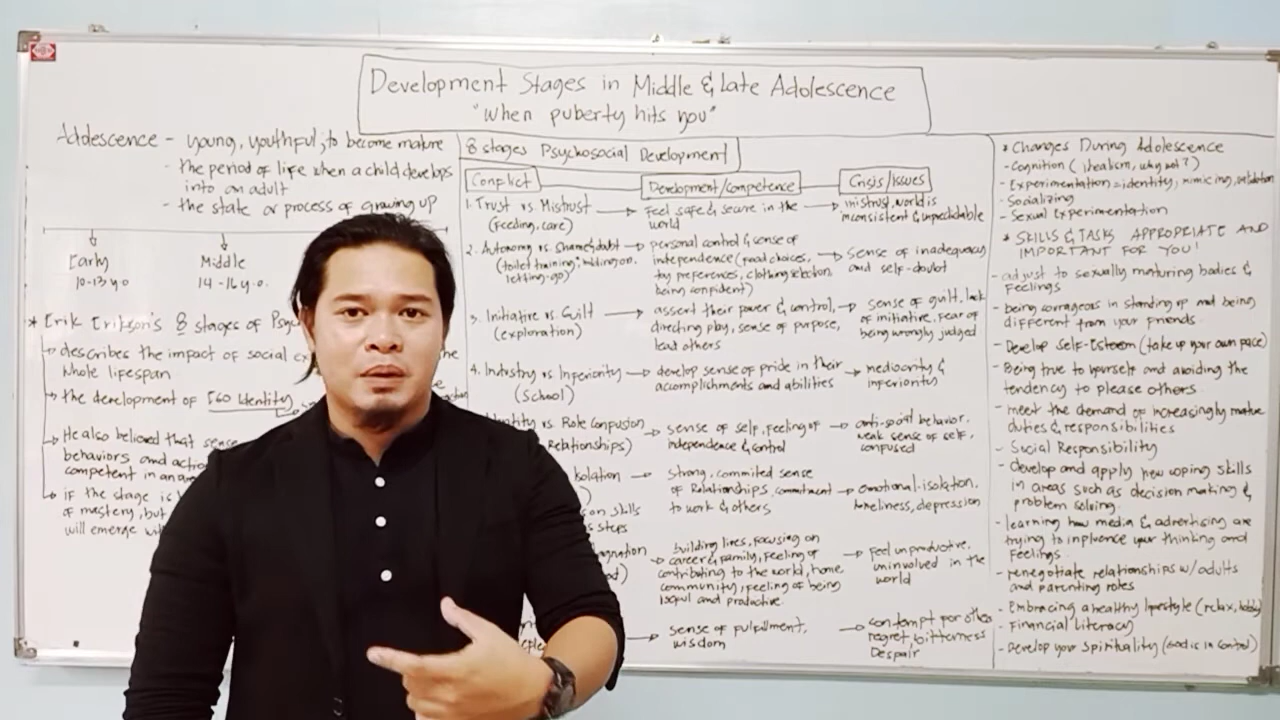 Development Stages in Middle & Late Adolescence
"When puberty hits you"
Adolescence - young, youthful, to become mature
- the period of life when a child develops
into an adult
- the state or process of growing up
Early
10-13 y.o
Middle
14-16 y.o.
* Erik Erikson's 8 stages of
describes the impact of social
whole lifespan
the
the development of EGO Identity
He also believed that sense
behaviors and
competent in an
if the stage is
of mastery, but
will emerge
8 stages Psychosocial Development
Conflict
Development/competence
Crisis/Issues
1. Trust vs Mistrust
(feeding, care)
Feel safe & secure in the
world
mistrust, world is
inconsistent & unpredictable
2. Autonomy vs. Shame & doubt
(toilet training, holding on,
letting-go)
personal control & sense of
independence (food choices,
toy preferences, clothing selection,
being confident)
Sense of inadequacy
and self-doubt
3. Initiative vs Guilt
(exploration)
assert their power & control,
directing play, sense of purpose,
lead others
sense of guilt, lack
of initiative, fear of
being wrongly judged
4. Industry vs Inferiority
(School)
develop sense of pride in their
accomplishments and abilities
mediocrity &
inferiority
vs. Role Confusion
Relationships)
sense of self, feeling of
independence & control
anti-social behavior,
weak sense of self,
confused
strong, commited sense
of Relationships, commitment
to work & others
emotional-isolation,
loneliness, depression
on skills
steps
building lives, focusing on
career & family, feeling of
contributing to the world, home
community, feeling of being
useful and productive.
feel unproductive,
uninvolved in the
world
sense of fulfillment,
wisdom
contempt for others
regret, bitterness
Despair
* Changes During Adolescence
- Cognition (idealism, why not?)
- Experimentation = identity, mimicing, validation
- Socializing
- Sexual Experimentation
* SKILLS & TASKS APPROPRIATE AND
IMPORTANT FOR YOU!
- adjust to sexually maturing bodies &
feelings
- being courageous in standing up and being
different from your friends.
- Develop Self-Esteem (take up your own pace)
- Being true to yourself and avoiding the
tendency to please others
- meet the demand of increasingly mature
duties & responsibilities
- Social Responsibility
- develop and apply new coping skills
in areas such as decision making &
problem solving.
- learning how media & advertising are
trying to influence your thinking and
feelings.
- renegotiate relationships w/ adults
and parenting roles
- Embracing a healthy lifestyle (relax, hobby)
- Financial literacy
- Develop your Spirituality (God is in control)